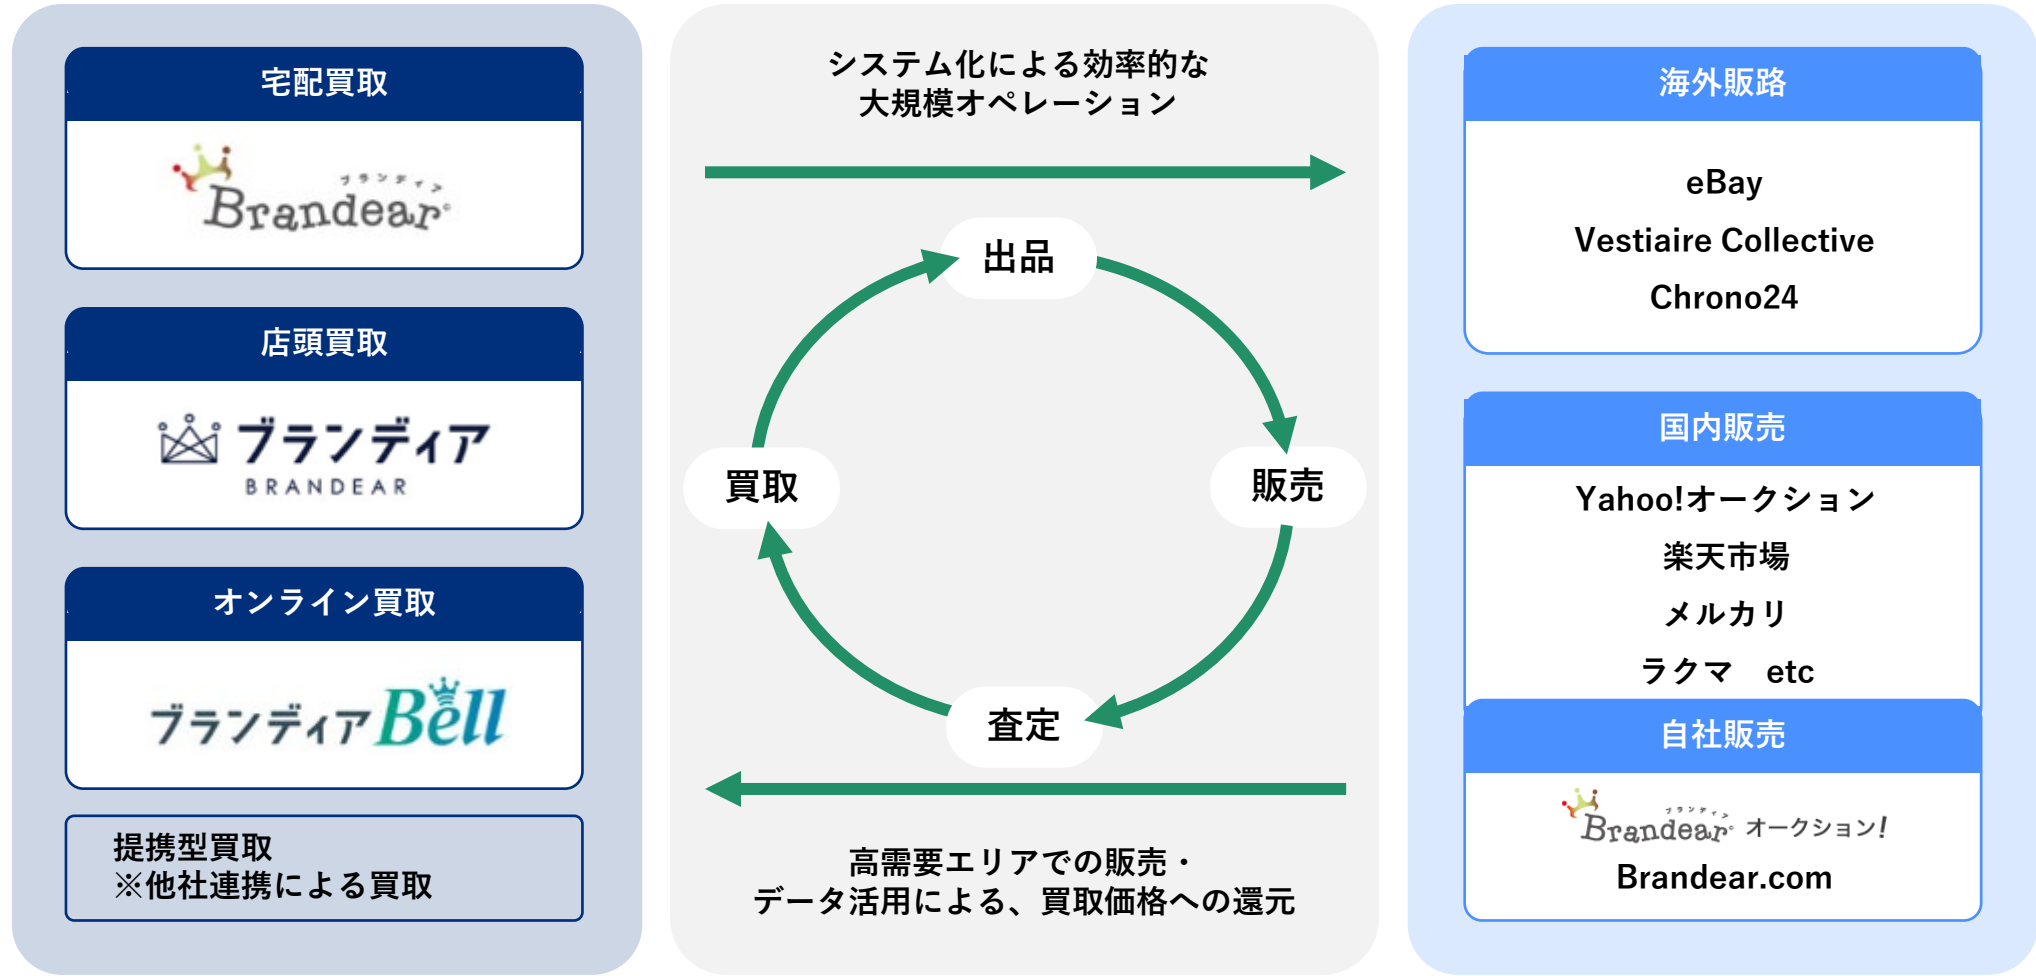 宅配買取
ブランディア
Brandear©
店頭買取
ブランディア
BRANDEAR
オンライン買取
ブランディアBell
提携型買取
※他社連携による買取
システム化による効率的な
大規模オペレーション
出品
買取
販売
査定
高需要エリアでの販売・
データ活用による、買取価格への還元
海外販路
eBay
Vestiaire Collective
Chrono24
国内販売
Yahoo!オークション
楽天市場
メルカリ
ラクマ　etc
自社販売
ブランディア
Brandear© オークション!
Brandear.com